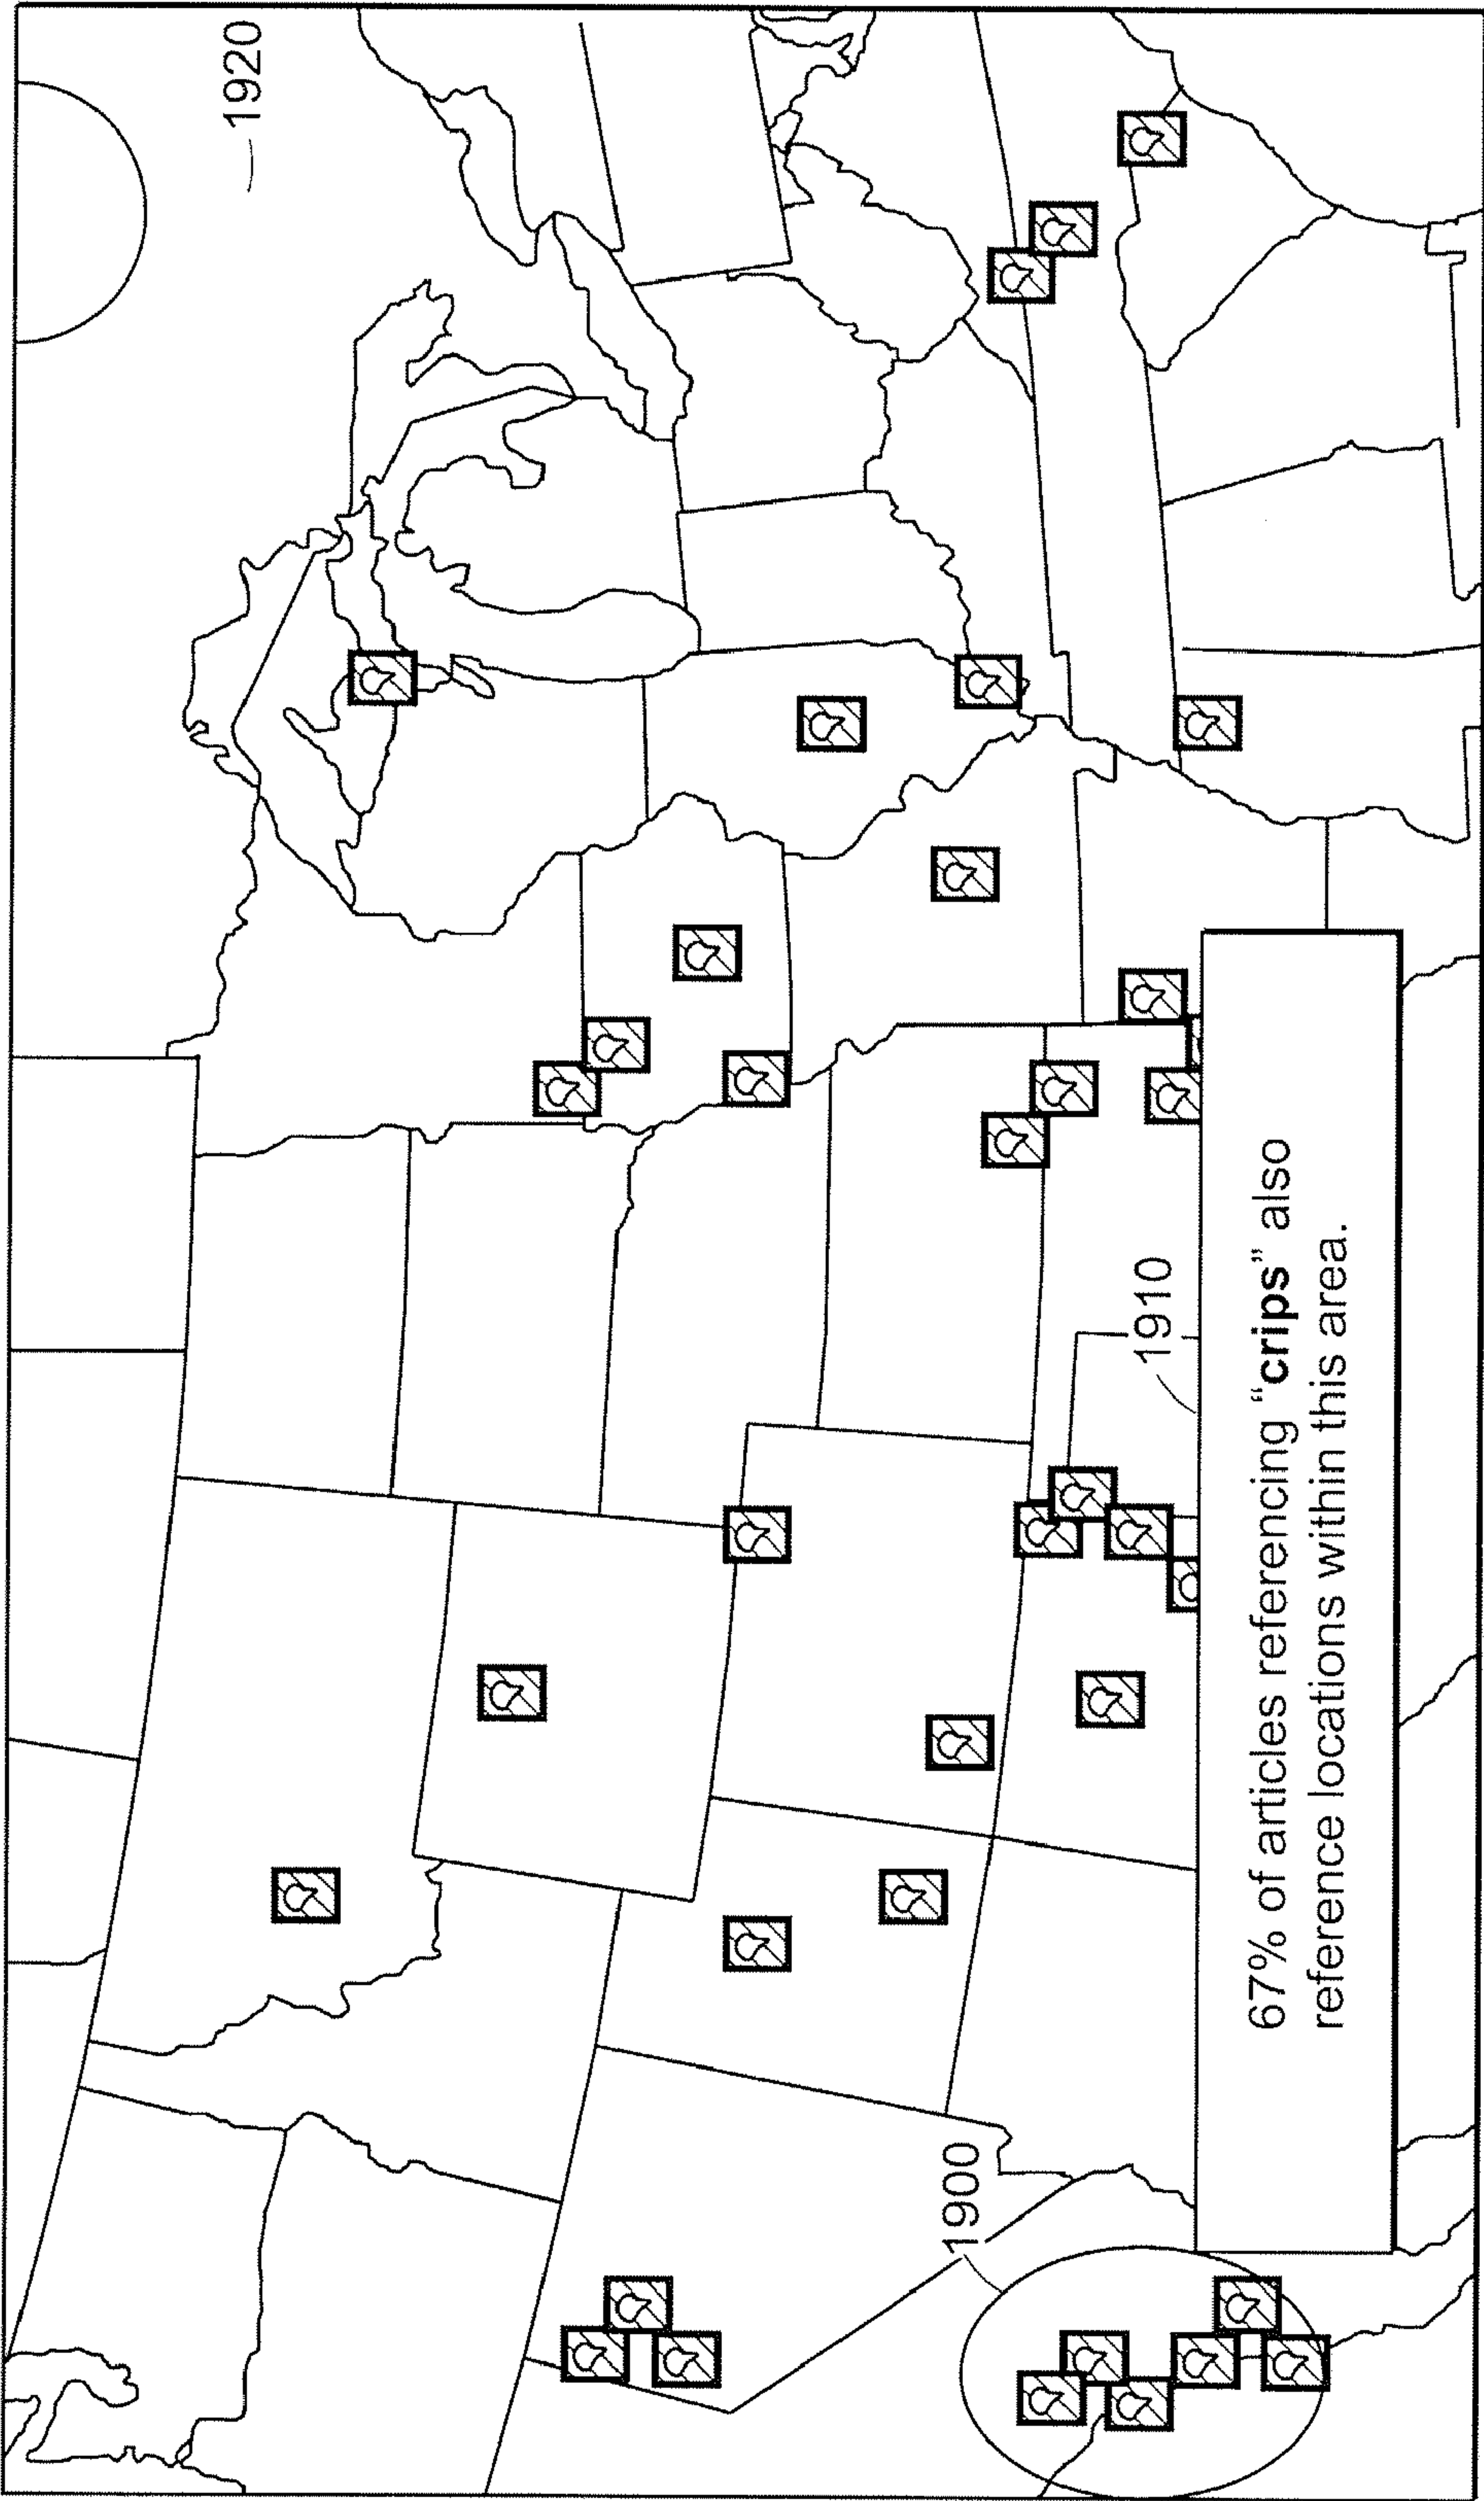 1920
1900
1910
67% of articles referencing “crips” also
reference locations within this area.